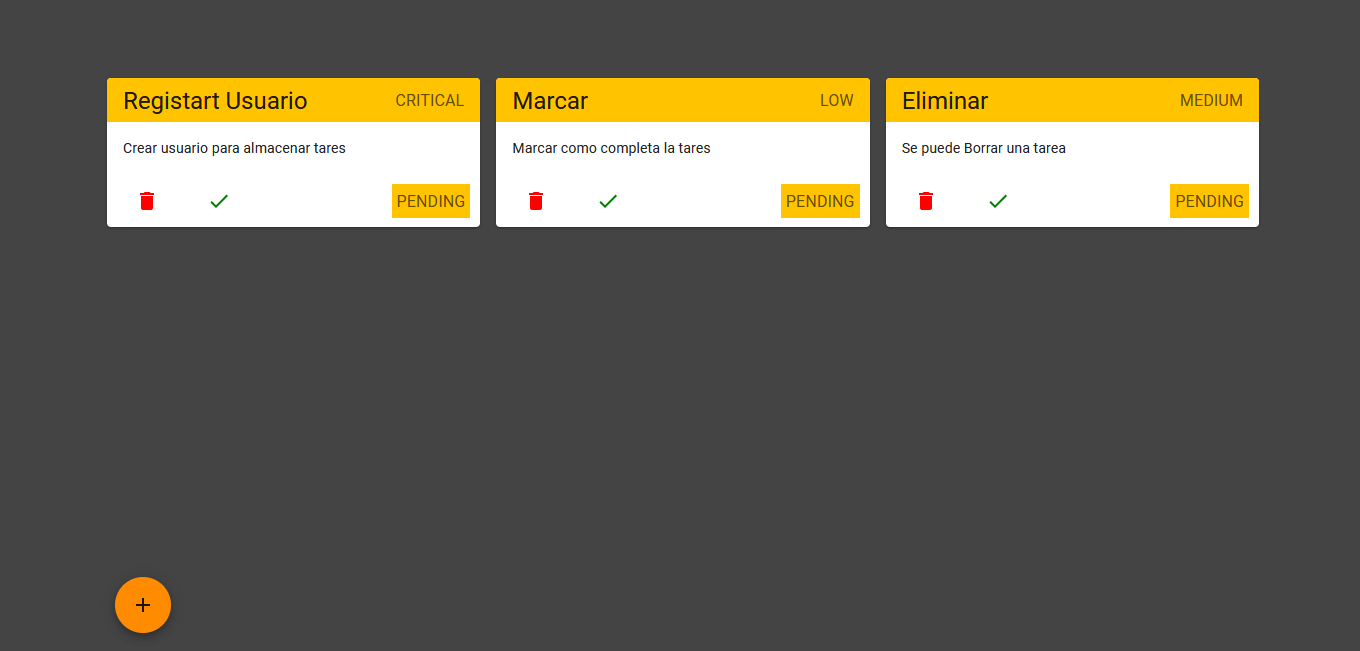 Registart Usuario CRITICAL
Crear usuario para almacenar tares
PENDING
Marcar LOW
Marcar como completa la tares
PENDING
Eliminar MEDIUM
Se puede Borrar una tarea
PENDING